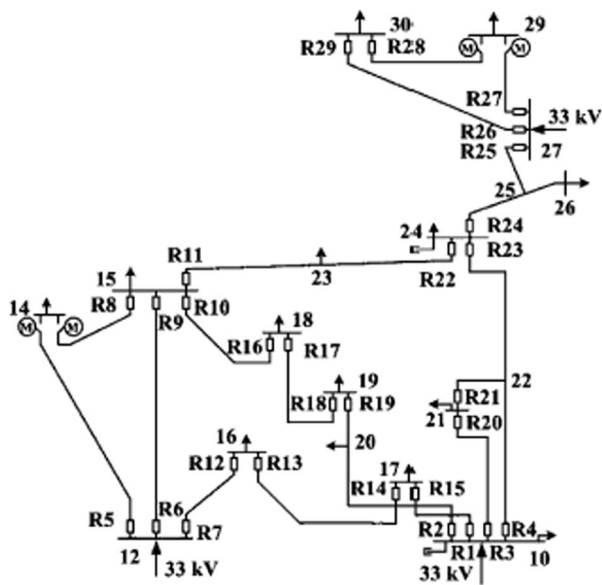 30 29
R29 R28 M M
R27
R26 33 kV
R25 27
25
26
24 R24
R23
R11 R22
15 23
14 R8 R9 R10
M M
18
R16 R17
19
R18 R19
22
R21
21 R20
20
16
R12 R13
17
R14 R15
R5 R6 R7
R2 R1 R3 R4
12 10
33 kV 33 kV